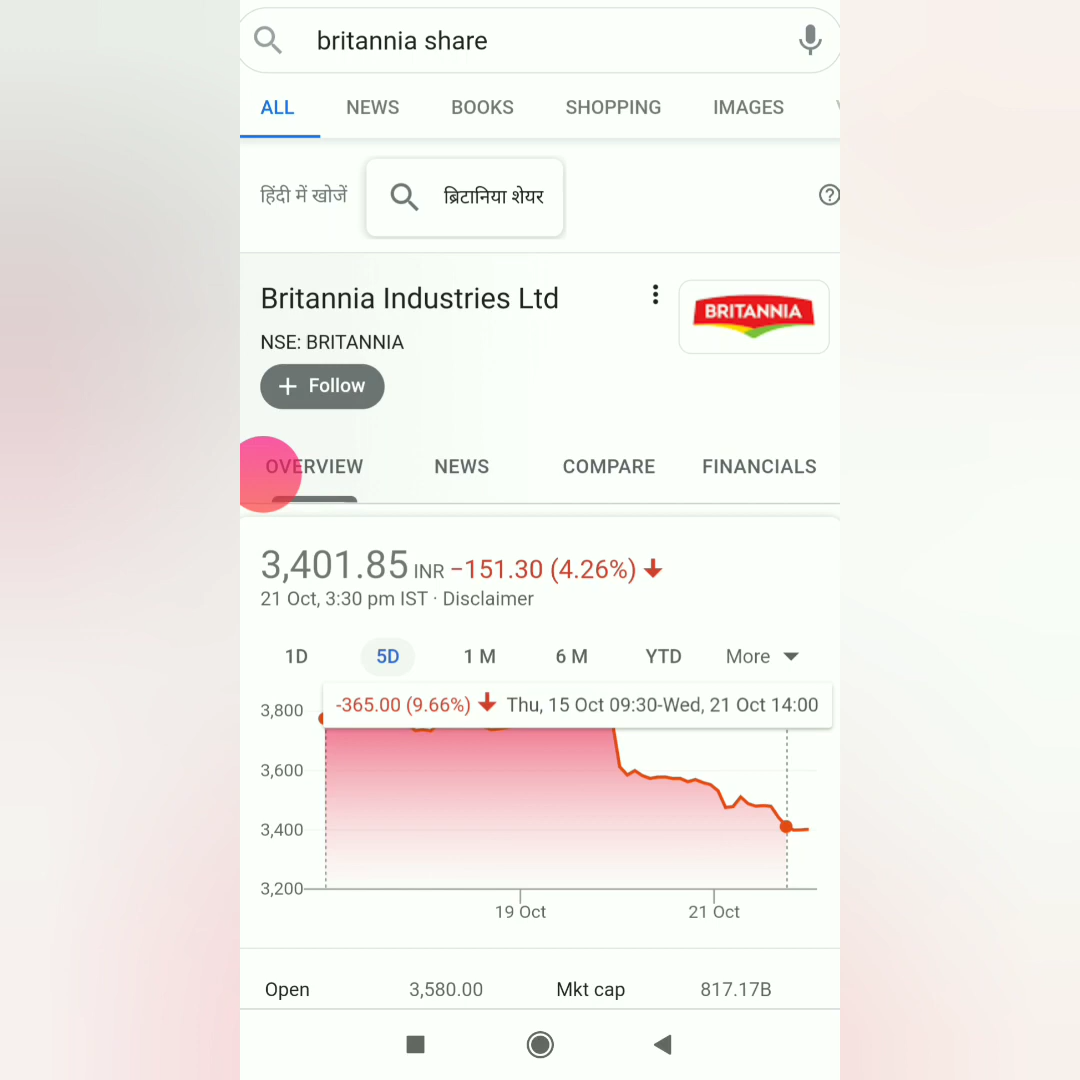 britannia share
ALL NEWS BOOKS SHOPPING IMAGES
हिंदी में खोजें ब्रिटानिया शेयर
Britannia Industries Ltd
BRITANNIA
NSE: BRITANNIA
+ Follow
OVERVIEW NEWS COMPARE FINANCIALS
3,401.85 INR −151.30 (4.26%)
21 Oct, 3:30 pm IST · Disclaimer
1D 5D 1 M 6 M YTD More
-365.00 (9.66%) Thu, 15 Oct 09:30-Wed, 21 Oct 14:00
3,800
3,600
3,400
3,200
19 Oct 21 Oct
Open 3,580.00 Mkt cap 817.17B